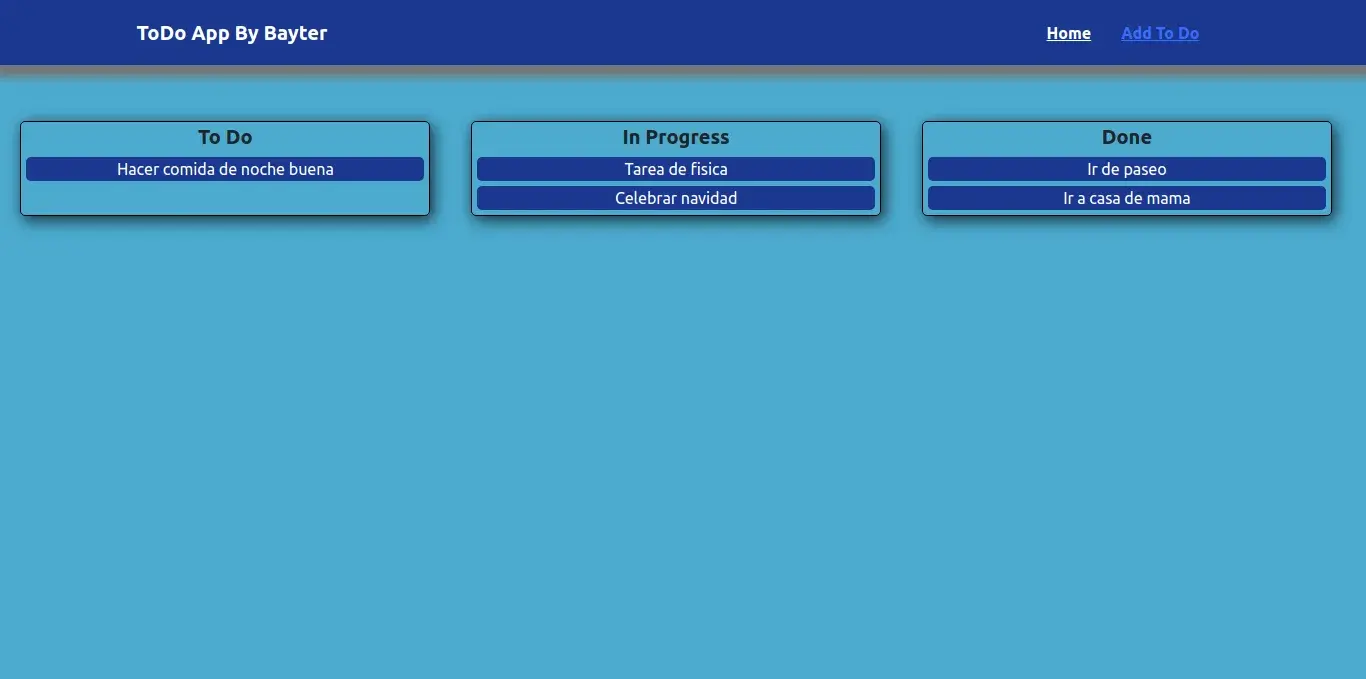 ToDo App By Bayter
Home
Add To Do
To Do
Hacer comida de noche buena
In Progress
Tarea de fisica
Celebrar navidad
Done
Ir de paseo
Ir a casa de mama